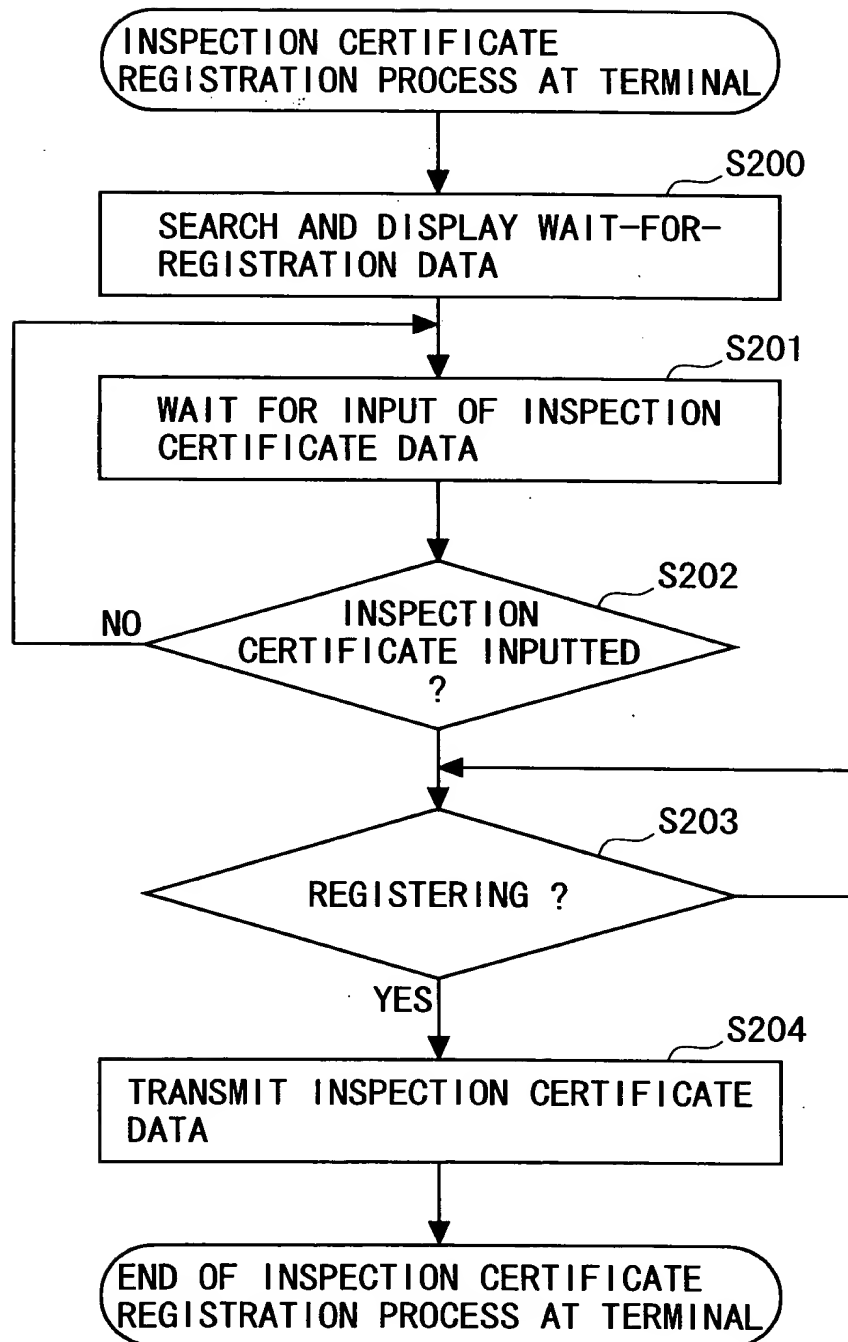 INSPECTION CERTIFICATE
REGISTRATION PROCESS AT TERMINAL
S200
SEARCH AND DISPLAY WAIT-FOR-
REGISTRATION DATA
S201
WAIT FOR INPUT OF INSPECTION
CERTIFICATE DATA
S202
INSPECTION
CERTIFICATE INPUTTED
?
NO
S203
REGISTERING ?
YES
S204
TRANSMIT INSPECTION CERTIFICATE
DATA
END OF INSPECTION CERTIFICATE
REGISTRATION PROCESS AT TERMINAL